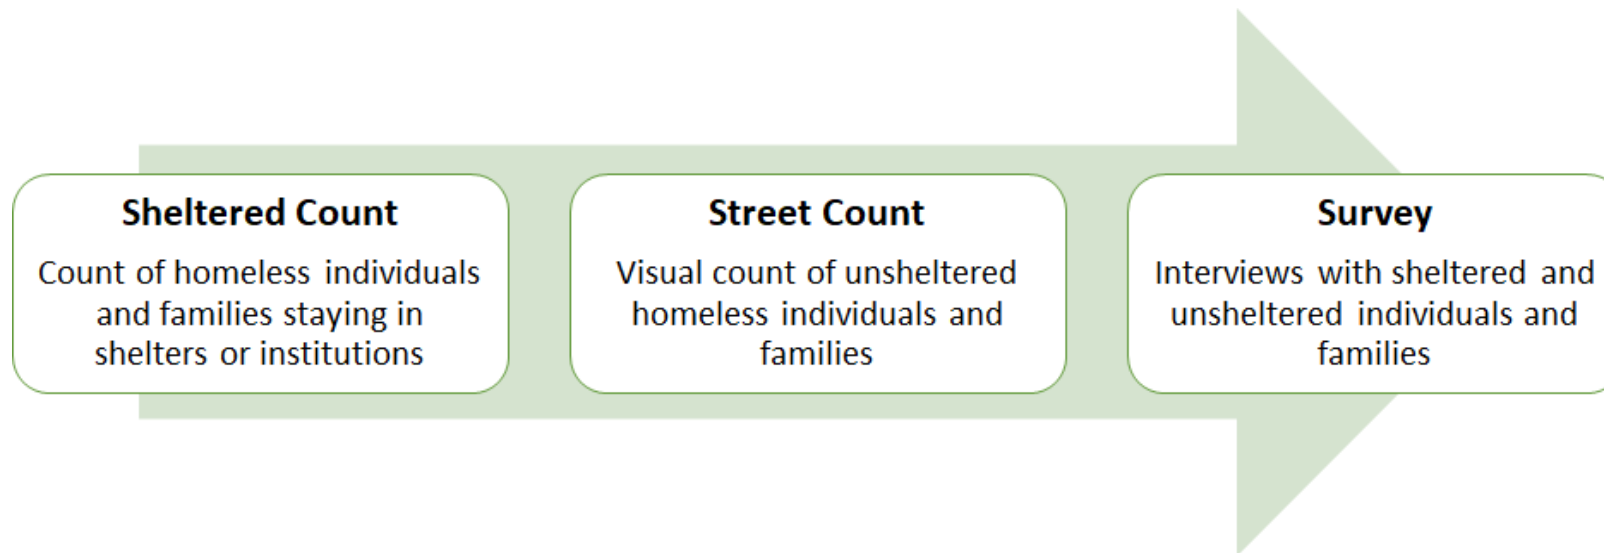 Sheltered Count
Count of homeless individuals
and families staying in
shelters or institutions
Street Count
Visual count of unsheltered
homeless individuals and
families
Survey
Interviews with sheltered and
unsheltered individuals and
families